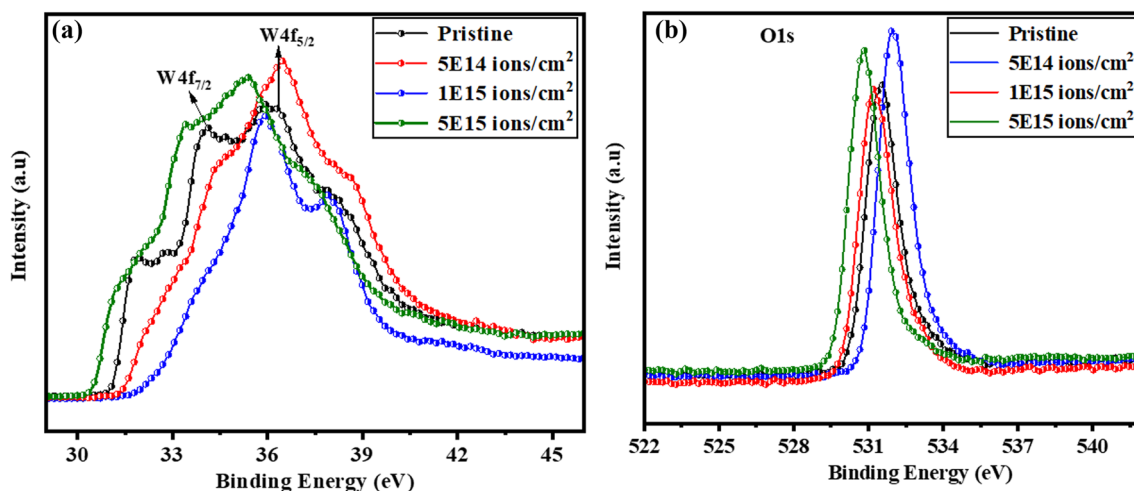 (a)
W4f5/2
W4f7/2
Pristine
5E14 ions/cm2
1E15 ions/cm2
5E15 ions/cm2
Intensity (a.u)
30 33 36 39 42 45
Binding Energy (eV)
(b)
O1s
Pristine
5E14 ions/cm2
1E15 ions/cm2
5E15 ions/cm2
Intensity (a.u)
522 525 528 531 534 537 540
Binding Energy (eV)